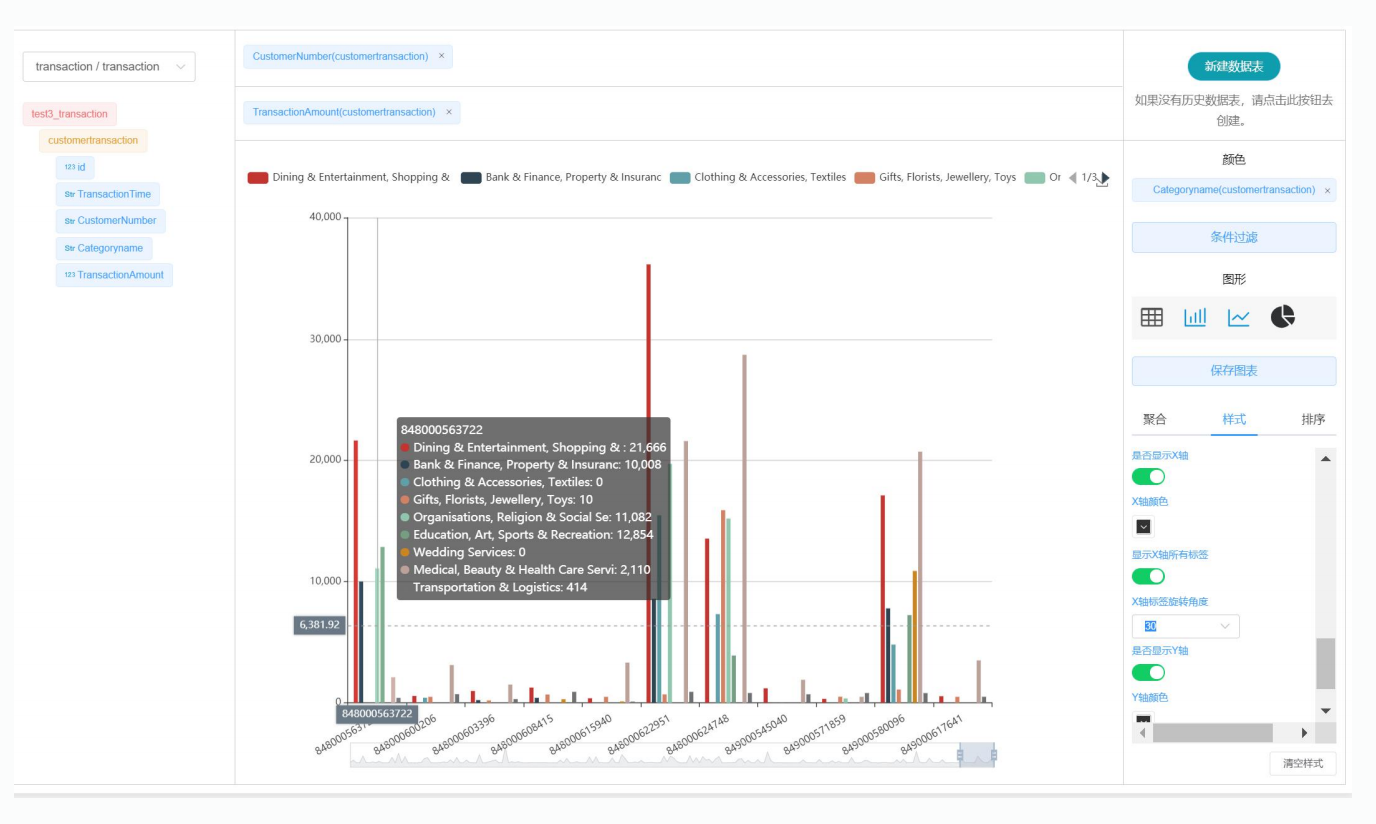 transaction / transaction
test3_transaction
customertransaction
123 id
Str TransactionTime
Str CustomerNumber
Str Categoryname
123 TransactionAmount
CustomerNumber(customertransaction) ×
TransactionAmount(customertransaction) ×
Dining & Entertainment, Shopping & Bank & Finance, Property & Insuranc Clothing & Accessories, Textiles Gifts, Florists, Jewellery, Toys Or 1/3
40,000
30,000
20,000
10,000
0
6,381.92
848000563722
Dining & Entertainment, Shopping & : 21,666
Bank & Finance, Property & Insuranc: 10,008
Clothing & Accessories, Textiles: 0
Gifts, Florists, Jewellery, Toys: 10
Organisations, Religion & Social Se: 11,082
Education, Art, Sports & Recreation: 12,854
Wedding Services: 0
Medical, Beauty & Health Care Servi: 2,110
Transportation & Logistics: 414
848000563722
848000600206
848000603396
848000608415
848000615940
848000622951
848000624748
849000545040
849000571859
849000580096
849000617641
新建数据表
如果没有历史数据表，请点击此按钮去
创建。
颜色
Categoryname(customertransaction) ×
条件过滤
图形
保存图表
聚合 样式 排序
是否显示X轴
X轴颜色
显示X轴所有标签
X轴标签旋转角度
30
是否显示Y轴
Y轴颜色
清空样式